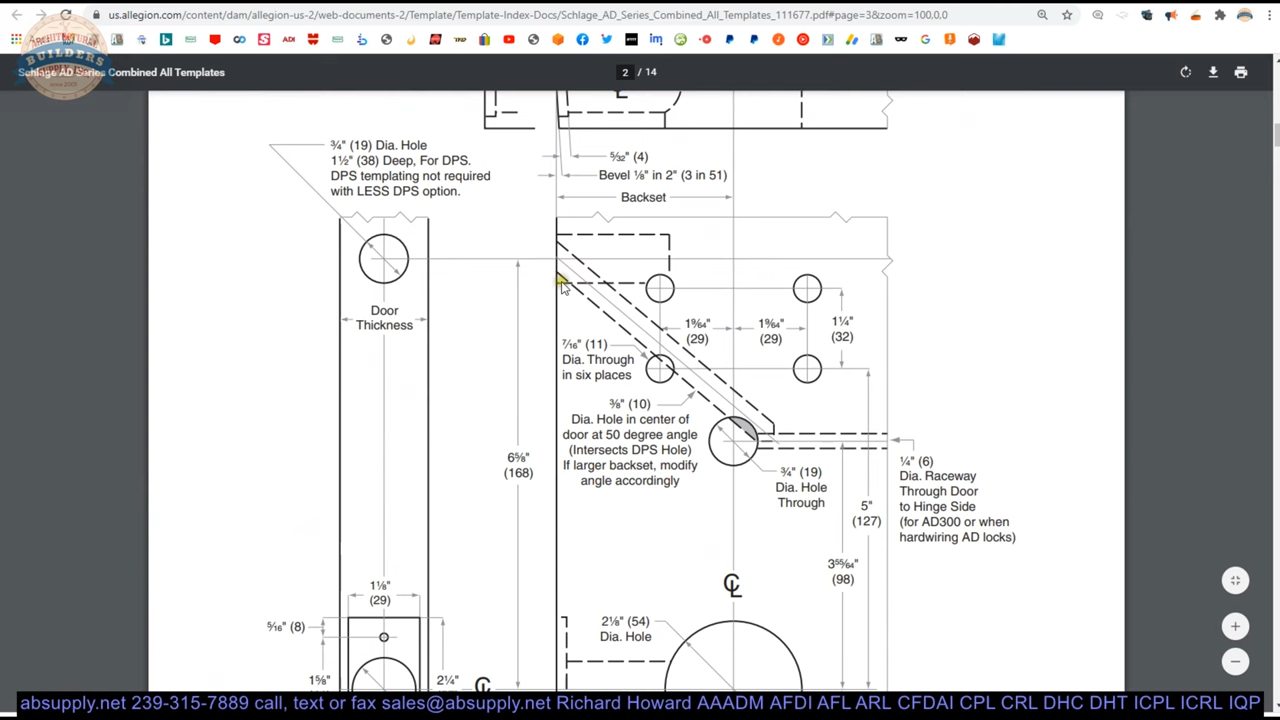 us.allegion.com/content/dam/allegion-us-2/web-documents-2/Template/Template-Index-Docs/Schlage_AD_Series_Combined_All_Templates_111677.pdf#page=3&zoom=100,0,0
ARCHITECTURAL
BUILDERS
Schlage AD Series Combined All Templates
2 / 14
℄
¾" (19) Dia. Hole
1½" (38) Deep, For DPS.
DPS templating not required
with LESS DPS option.
5⁄32" (4)
Bevel ⅛" in 2" (3 in 51)
Backset
Door
Thickness
1 9⁄64"
(29)
1 9⁄64"
(29)
1¼"
(32)
7⁄16" (11)
Dia. Through
in six places
⅜" (10)
Dia. Hole in center of
door at 50 degree angle
(Intersects DPS Hole)
If larger backset, modify
angle accordingly
6⅝"
(168)
¾" (19)
Dia. Hole
Through
¼" (6)
Dia. Raceway
Through Door
to Hinge Side
(for AD300 or when
hardwiring AD locks)
5"
(127)
3 55⁄64"
(98)
℄
1⅛"
(29)
5⁄16" (8)
2⅛" (54)
Dia. Hole
1⅝"
2¼"
℄
absupply.net 239-315-7889 call, text or fax sales@absupply.net Richard Howard AAADM AFDI AFL ARL CFDAI CPL CRL DHC DHT ICPL ICRL IQP